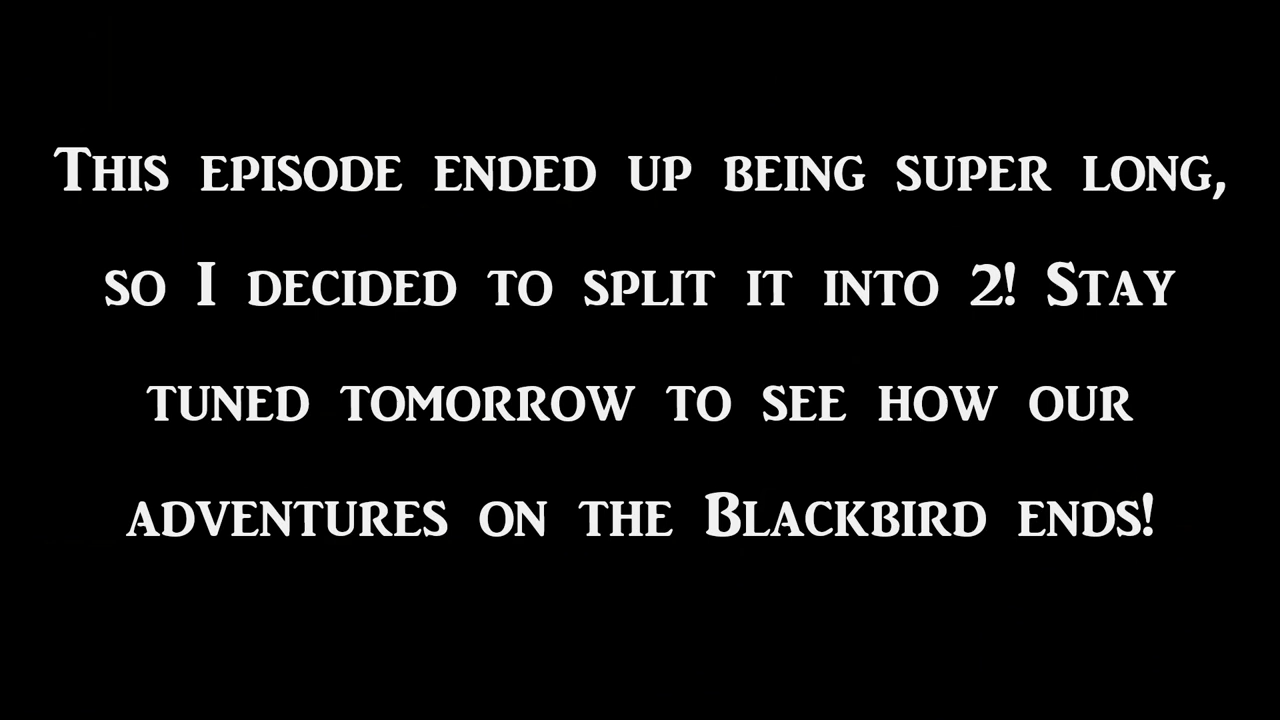 This episode ended up being super long,
so I decided to split it into 2! Stay
tuned tomorrow to see how our
adventures on the Blackbird ends!